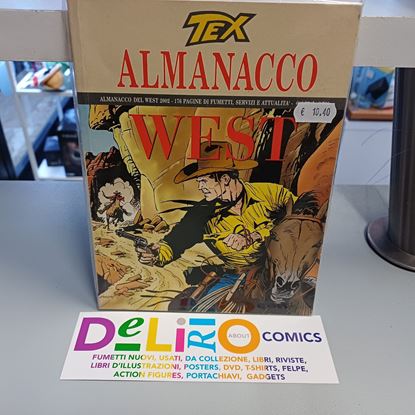 TEX
ALMANACCO
ALMANACCO DEL WEST 2002 - 176 PAGINE DI FUMETTI, SERVIZI E ATTUALITA' -
€ 10,40
WEST
DELIRIO
ABOUT
COMICS
FUMETTI NUOVI, USATI, DA COLLEZIONE, LIBRI, RIVISTE,
LIBRI D'ILLUSTRAZIONI, POSTERS, DVD, T-SHIRTS, FELPE,
ACTION FIGURES, PORTACHIAVI, GADGETS